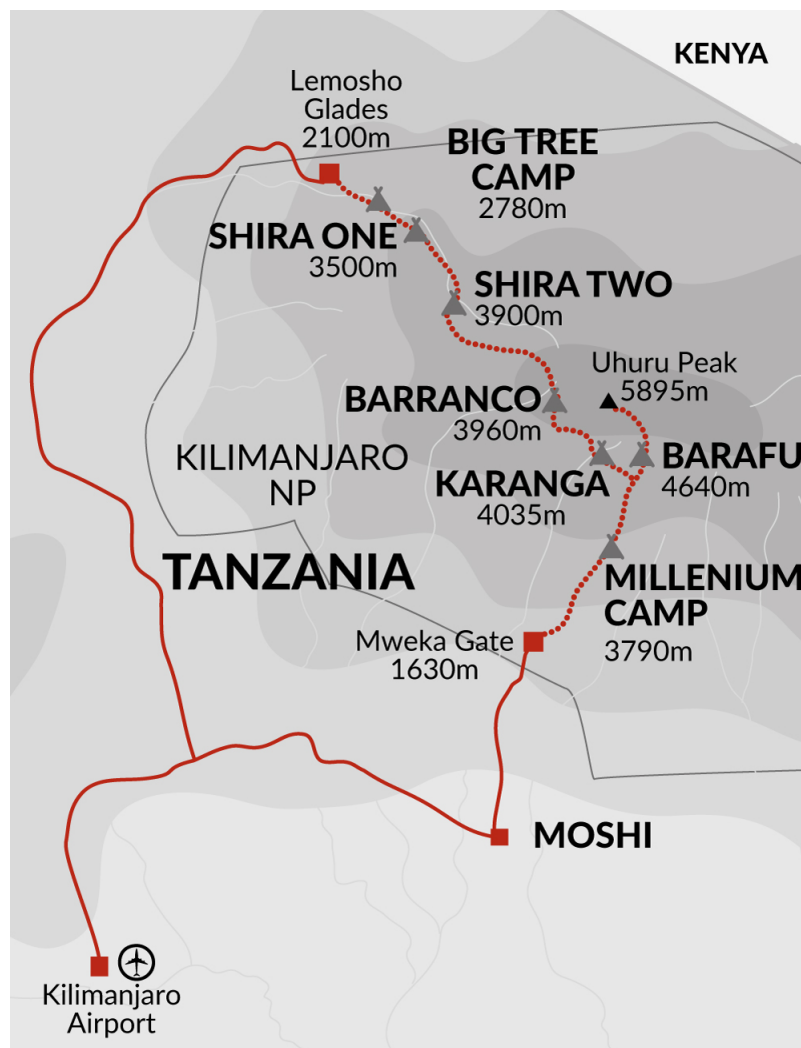 KENYA
Lemosho
Glades
2100m
BIG TREE
CAMP
2780m
SHIRA ONE
3500m
SHIRA TWO
3900m
Uhuru Peak
5895m
BARRANCO
3960m
KILIMANJARO
NP
BARAFU
4640m
KARANGA
4035m
TANZANIA
MILLENIUM
CAMP
3790m
Mweka Gate
1630m
MOSHI
Kilimanjaro
Airport